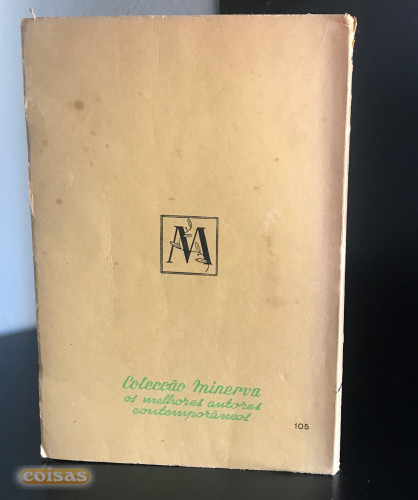 M
Colecção Minerva
os melhores autores
contemporâneos
105
coisas